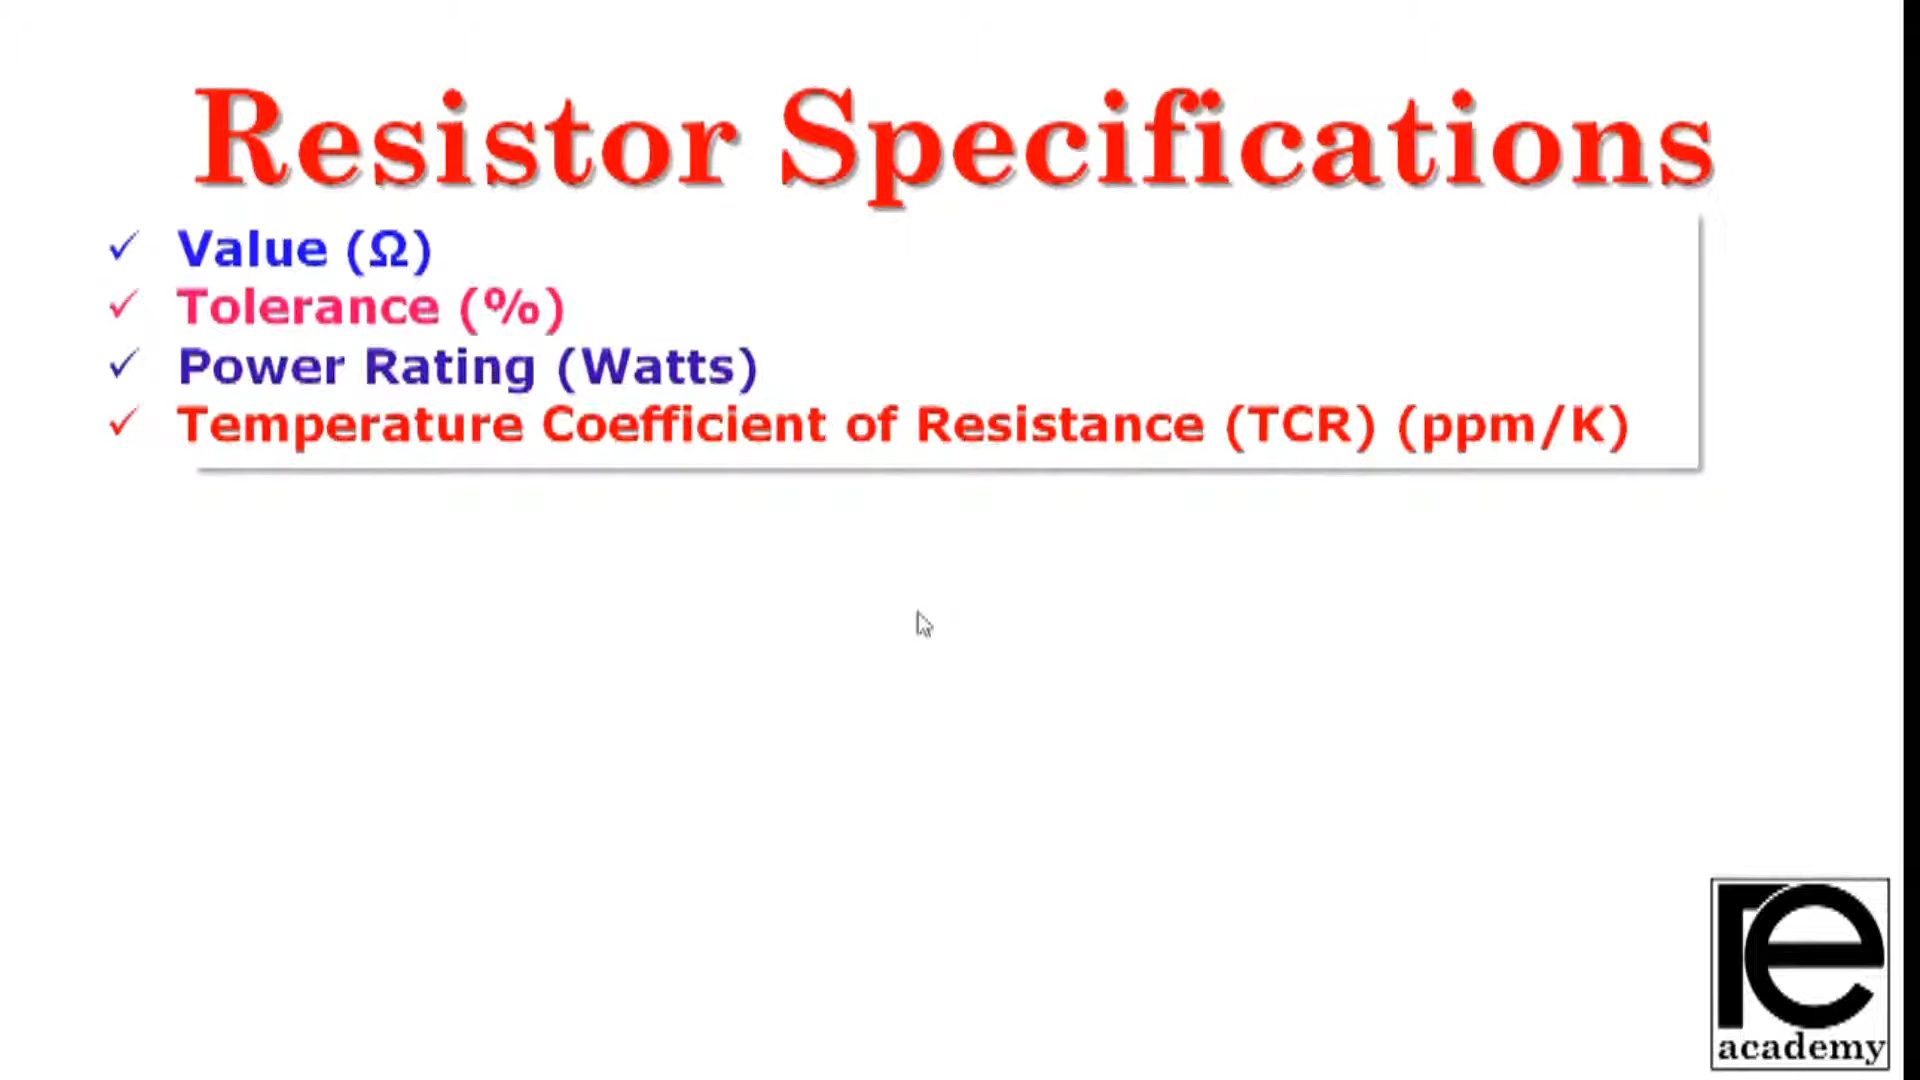 Resistor Specifications
✓ Value (Ω)
✓ Tolerance (%)
✓ Power Rating (Watts)
✓ Temperature Coefficient of Resistance (TCR) (ppm/K)
re
academy